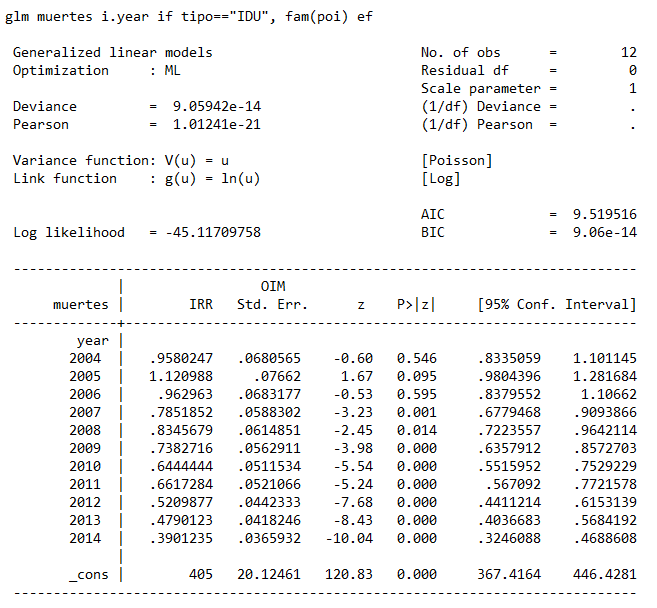 glm muertes i.year if tipo=="IDU", fam(poi) ef
Generalized linear models                          No. of obs      =         12
Optimization     : ML                              Residual df     =          0
                                                   Scale parameter =          1
Deviance         =  9.05942e-14                    (1/df) Deviance =          .
Pearson          =  1.01241e-21                    (1/df) Pearson  =          .
Variance function: V(u) = u                        [Poisson]
Link function    : g(u) = ln(u)                    [Log]
                                                   AIC             =   9.519516
Log likelihood   = -45.11709758                    BIC             =   9.06e-14
------------------------------------------------------------------------------
             |                 OIM
     muertes |        IRR   Std. Err.      z    P>|z|     [95% Conf. Interval]
-------------+----------------------------------------------------------------
        year |
       2004  |   .9580247   .0680565    -0.60   0.546     .8335059    1.101145
       2005  |   1.120988     .07662     1.67   0.095     .9804396    1.281684
       2006  |    .962963   .0683177    -0.53   0.595     .8379552     1.10662
       2007  |   .7851852   .0588302    -3.23   0.001     .6779468    .9093866
       2008  |   .8345679   .0614851    -2.45   0.014     .7223557    .9642114
       2009  |   .7382716   .0562911    -3.98   0.000     .6357912    .8572703
       2010  |   .6444444   .0511534    -5.54   0.000     .5515952    .7529229
       2011  |   .6617284   .0521066    -5.24   0.000      .567092    .7721578
       2012  |   .5209877   .0442333    -7.68   0.000     .4411214    .6153139
       2013  |   .4790123   .0418246    -8.43   0.000     .4036683    .5684192
       2014  |   .3901235   .0365932   -10.04   0.000     .3246088    .4688608
             |
       _cons |        405   20.12461   120.83   0.000     367.4164    446.4281
------------------------------------------------------------------------------